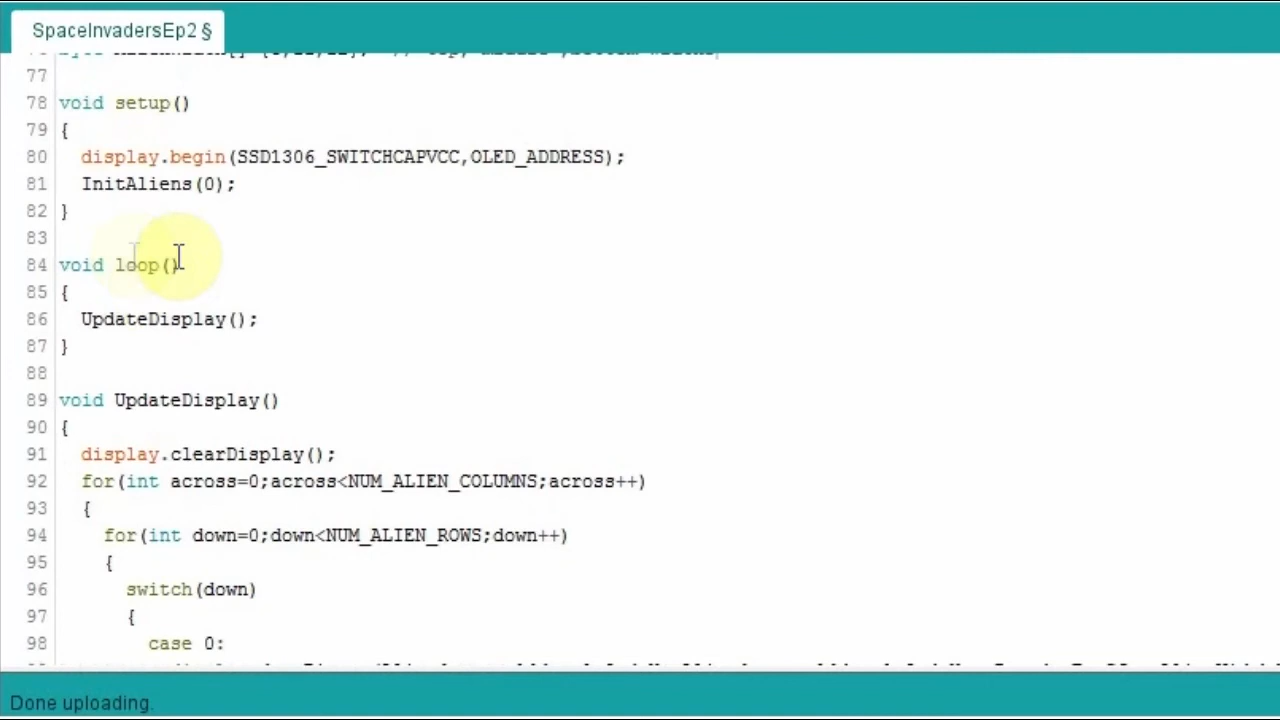 SpaceInvadersEp2 §
77
78 void setup()
79 {
80 display.begin(SSD1306_SWITCHCAPVCC,OLED_ADDRESS);
81 InitAliens(0);
82 }
83
84 void loop()
85 {
86 UpdateDisplay();
87 }
88
89 void UpdateDisplay()
90 {
91 display.clearDisplay();
92 for(int across=0;across<NUM_ALIEN_COLUMNS;across++)
93 {
94 for(int down=0;down<NUM_ALIEN_ROWS;down++)
95 {
96 switch(down)
97 {
98 case 0:
Done uploading.